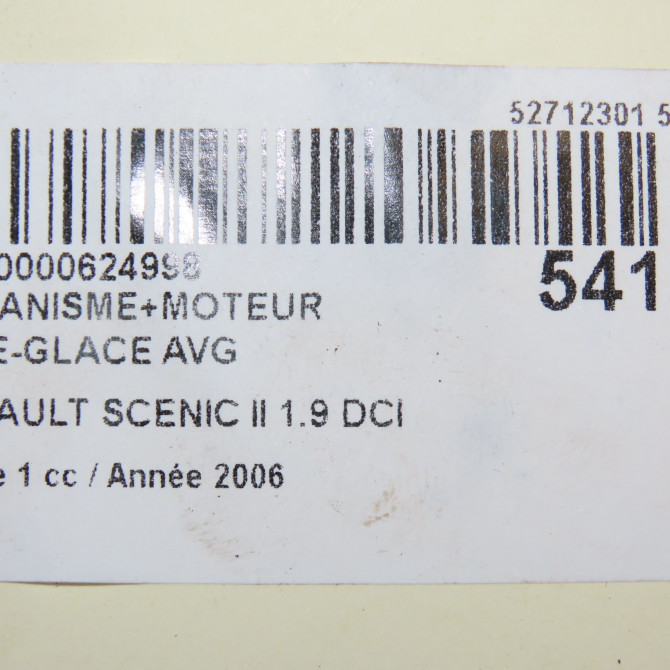 52712301 5
0000624998
541
ANISME+MOTEUR
E-GLACE AVG
AULT SCENIC II 1.9 DCI
e 1 cc / Année 2006